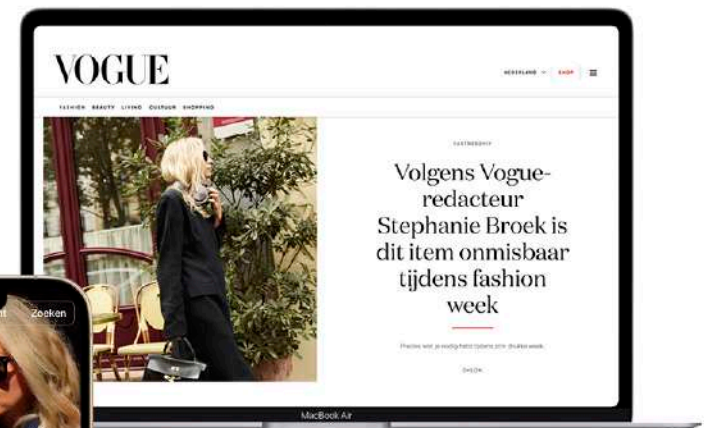 VOGUE
NEDERLAND
SHOP
FASHION BEAUTY LIVING CULTUUR SHOPPING
PARTNERSHIP
Volgens Vogue-
redacteur
Stephanie Broek is
dit item onmisbaar
tijdens fashion
week
Zoeken
MacBook Air